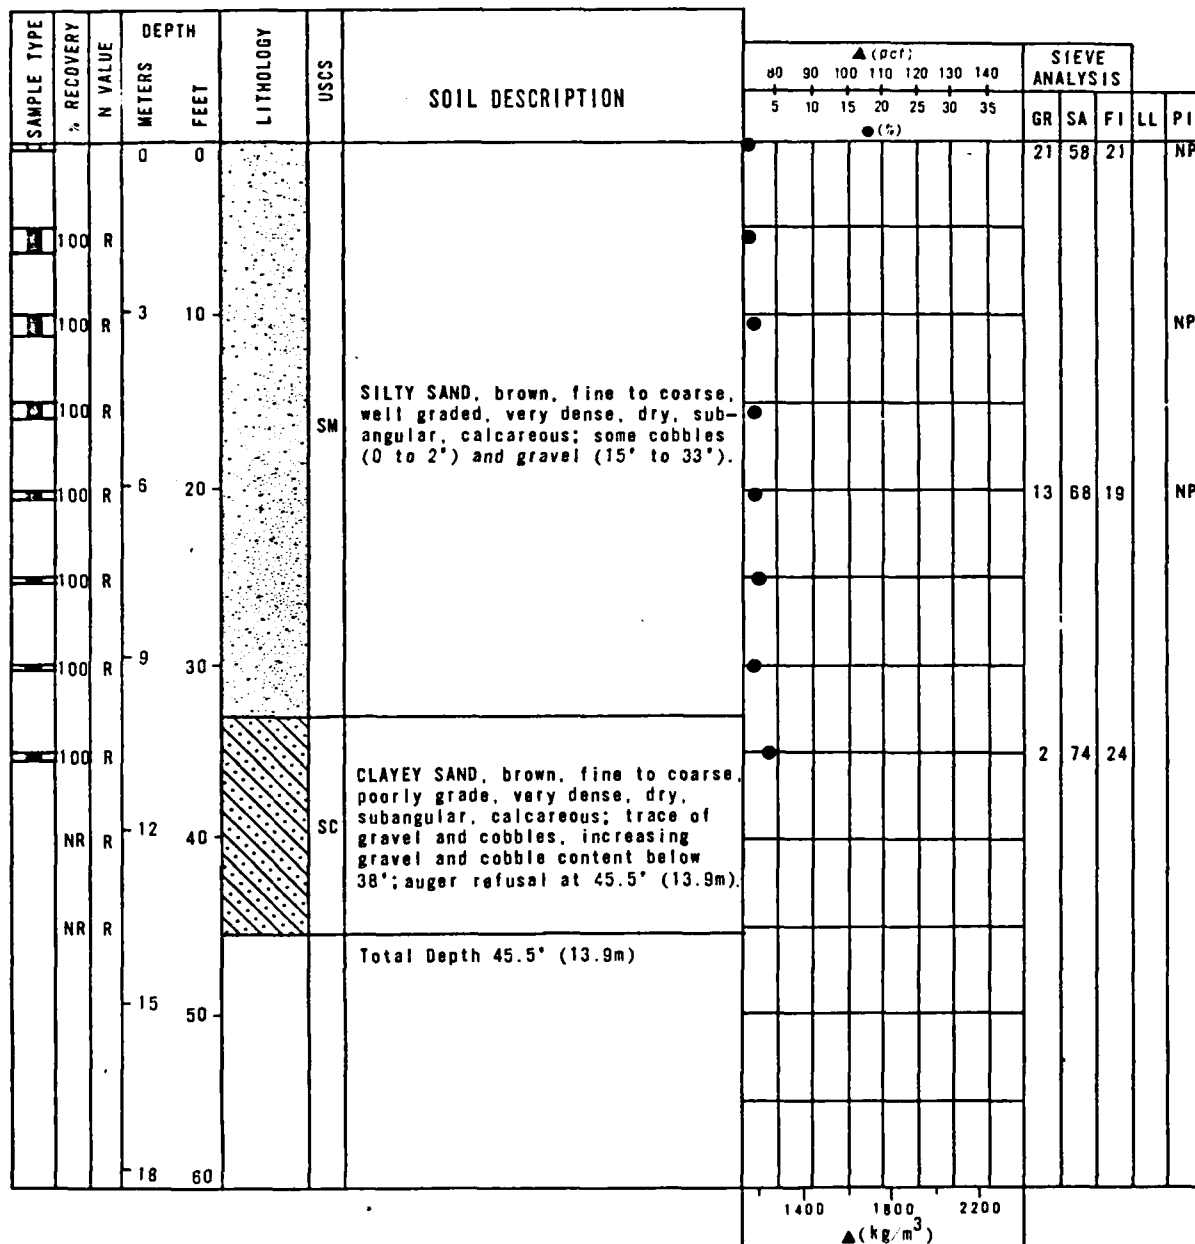 SAMPLE TYPE
% RECOVERY
N VALUE
DEPTH
METERS
FEET
LITHOLOGY
USCS
SOIL DESCRIPTION
▲ (pcf)
80 90 100 110 120 130 140
5 10 15 20 25 30 35
● (%)
SIEVE
ANALYSIS
GR SA FI LL PI
0 0 21 58 21 NP
100 R
3 10
100 R NP
100 R
SM
SILTY SAND, brown, fine to coarse,
well graded, very dense, dry, sub-
angular, calcareous; some cobbles
(0 to 2') and gravel (15' to 33').
6 20
100 R 13 68 19 NP
100 R
9 30
100 R
100 R 2 74 24
SC
CLAYEY SAND, brown, fine to coarse,
poorly grade, very dense, dry,
subangular, calcareous; trace of
gravel and cobbles, increasing
gravel and cobble content below
38'; auger refusal at 45.5' (13.9m).
NR R 12 40
NR R
Total Depth 45.5' (13.9m)
15 50
18 60
1400 1800 2200
▲ (kg/m³)